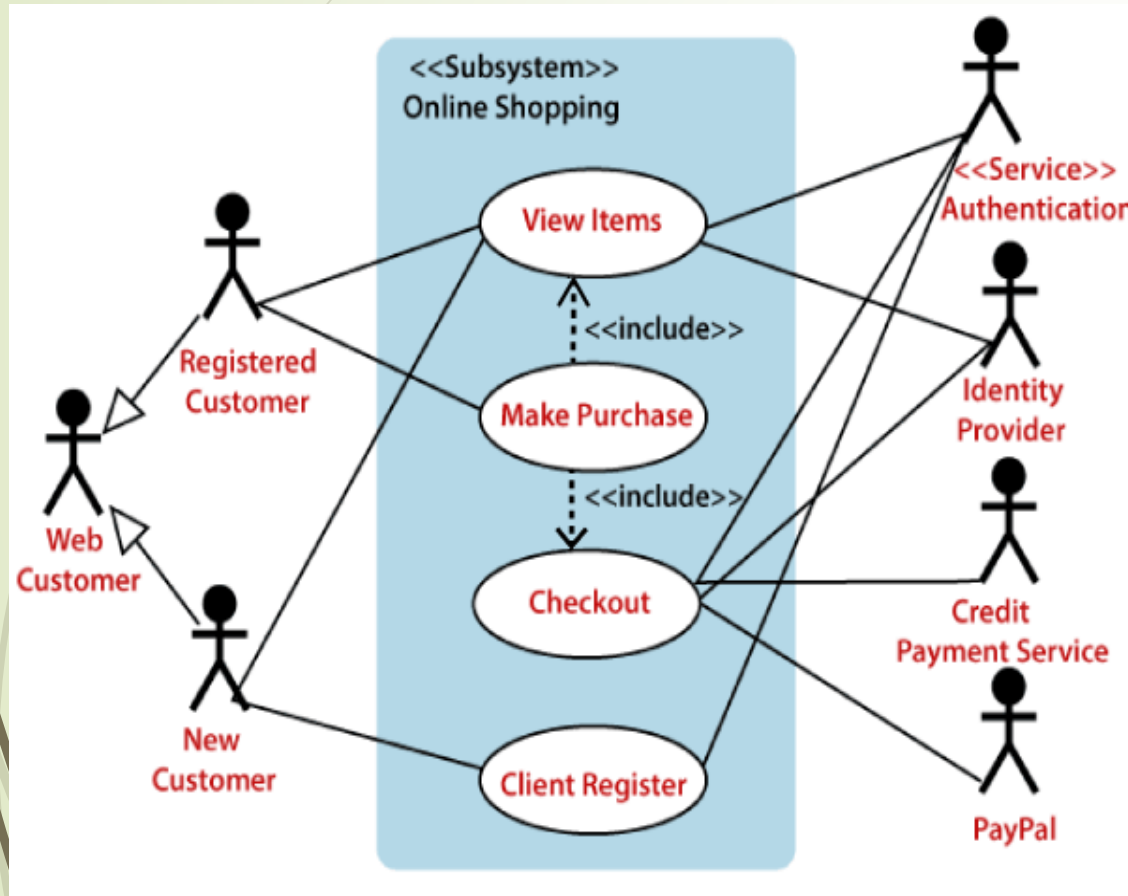 <<Subsystem>>
Online Shopping
View Items
<<include>>
Make Purchase
<<include>>
Checkout
Client Register
Registered
Customer
Web
Customer
New
Customer
<<Service>>
Authentication
Identity
Provider
Credit
Payment Service
PayPal